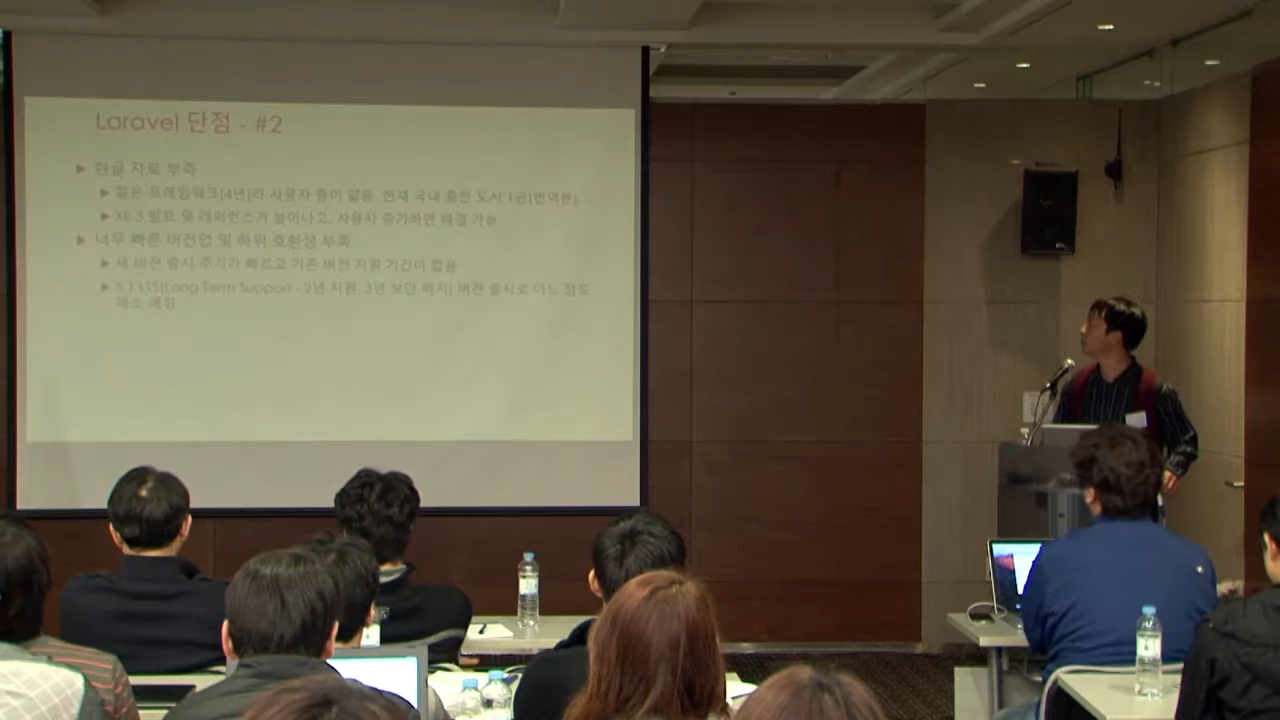 Laravel 단점 - #2
한글 자료 부족
젊은 프레임워크(4년)라 사용자 층이 얇음. 현재 국내 출판 도서 1권(번역본)
XE3 발표 및 레퍼런스가 늘어나고, 사용자 증가하면 해결 가능
너무 빠른 버전업 및 하위 호환성 부족
새 버전 출시 주기가 빠르고 기존 버전 지원 기간이 짧음
5.1 LTS(Long Term Support) - 2년 지원, 3년 보안 패치) 버전 출시로 어느 정도
해소 예정